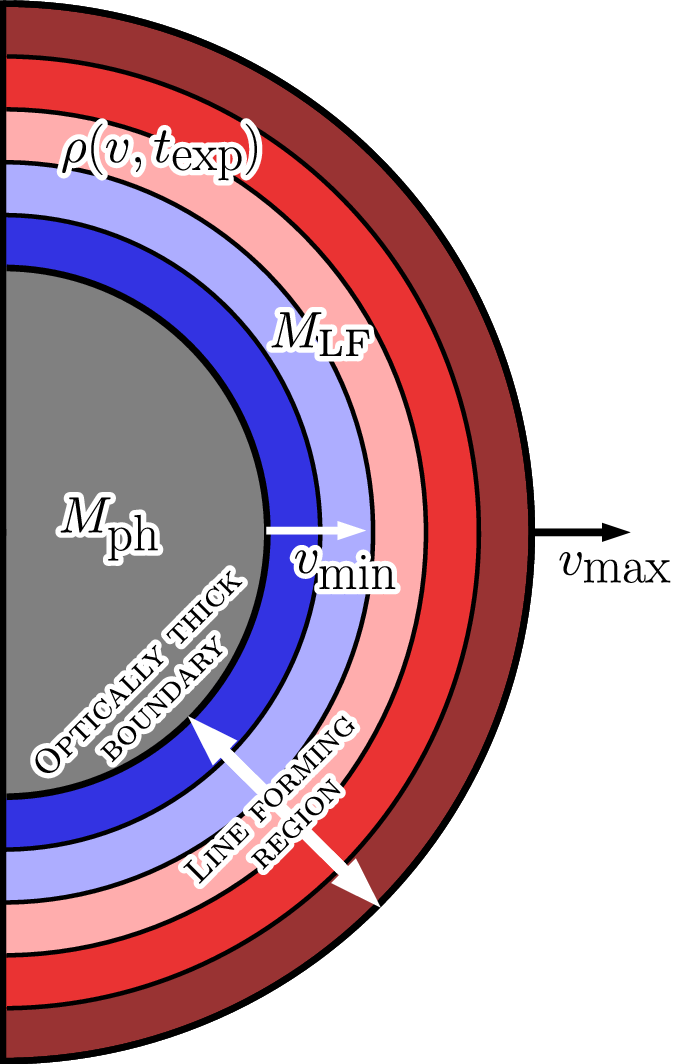 ρ(v, t_exp)
M_LF
M_ph
v_min
v_max
OPTICALLY THICK
BOUNDARY
LINE FORMING
REGION